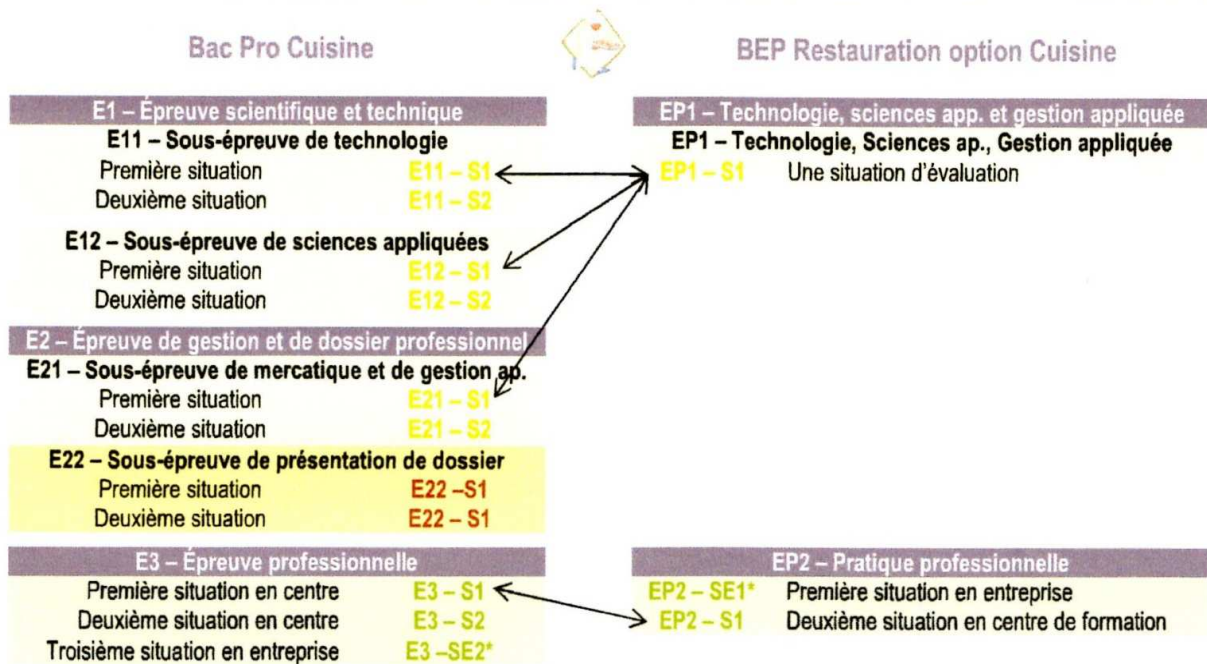 Bac Pro Cuisine
BEP Restauration option Cuisine
E1 – Épreuve scientifique et technique
E11 – Sous-épreuve de technologie
Première situation E11 – S1
Deuxième situation E11 – S2
E12 – Sous-épreuve de sciences appliquées
Première situation E12 – S1
Deuxième situation E12 – S2
E2 – Épreuve de gestion et de dossier professionnel
E21 – Sous-épreuve de mercatique et de gestion ap.
Première situation E21 – S1
Deuxième situation E21 – S2
E22 – Sous-épreuve de présentation de dossier
Première situation E22 –S1
Deuxième situation E22 – S1
E3 – Épreuve professionnelle
Première situation en centre E3 – S1
Deuxième situation en centre E3 – S2
Troisième situation en entreprise E3 –SE2*
EP1 – Technologie, sciences app. et gestion appliquée
EP1 – Technologie, Sciences ap., Gestion appliquée
EP1 – S1 Une situation d'évaluation
EP2 – Pratique professionnelle
EP2 – SE1* Première situation en entreprise
EP2 – S1 Deuxième situation en centre de formation